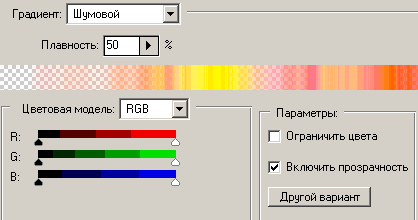 Градиент: Шумовой
Плавность: 50 %
Цветовая модель: RGB
R:
G:
B:
Параметры:
Ограничить цвета
Включить прозрачность
Другой вариант